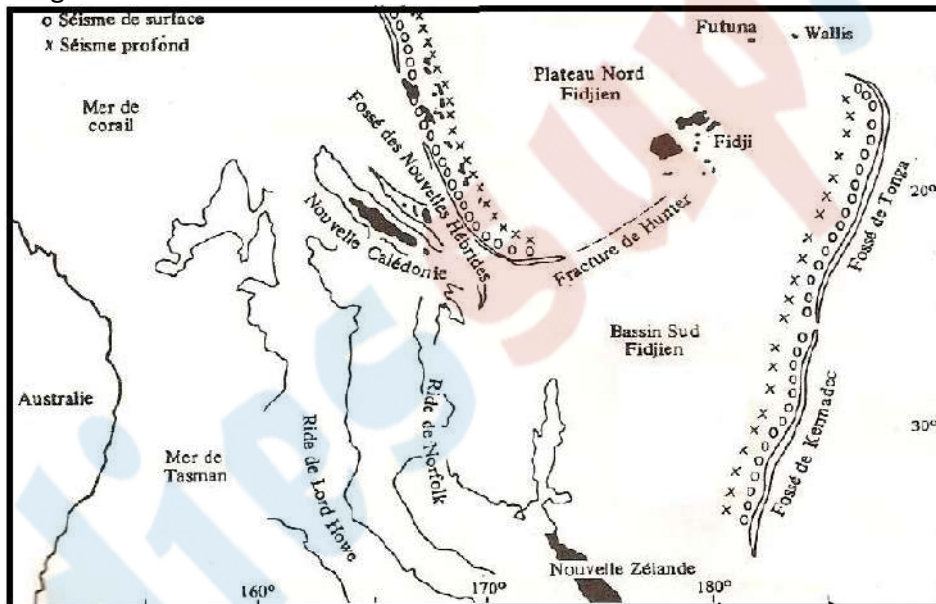 o Séisme de surface
x Séisme profond
Mer de
corail
Fossé des Nouvelles Hébrides
Nouvelle Calédonie
Futuna
Wallis
Plateau Nord
Fidjien
Fidji
20°
Fracture de Hunter
Fossé de Tonga
Bassin Sud
Fidjien
Australie
Mer de
Tasman
Ride de Lord Howe
Ride de Norfolk
30°
Fossé de Kermadec
Nouvelle Zélande
160°
170°
180°